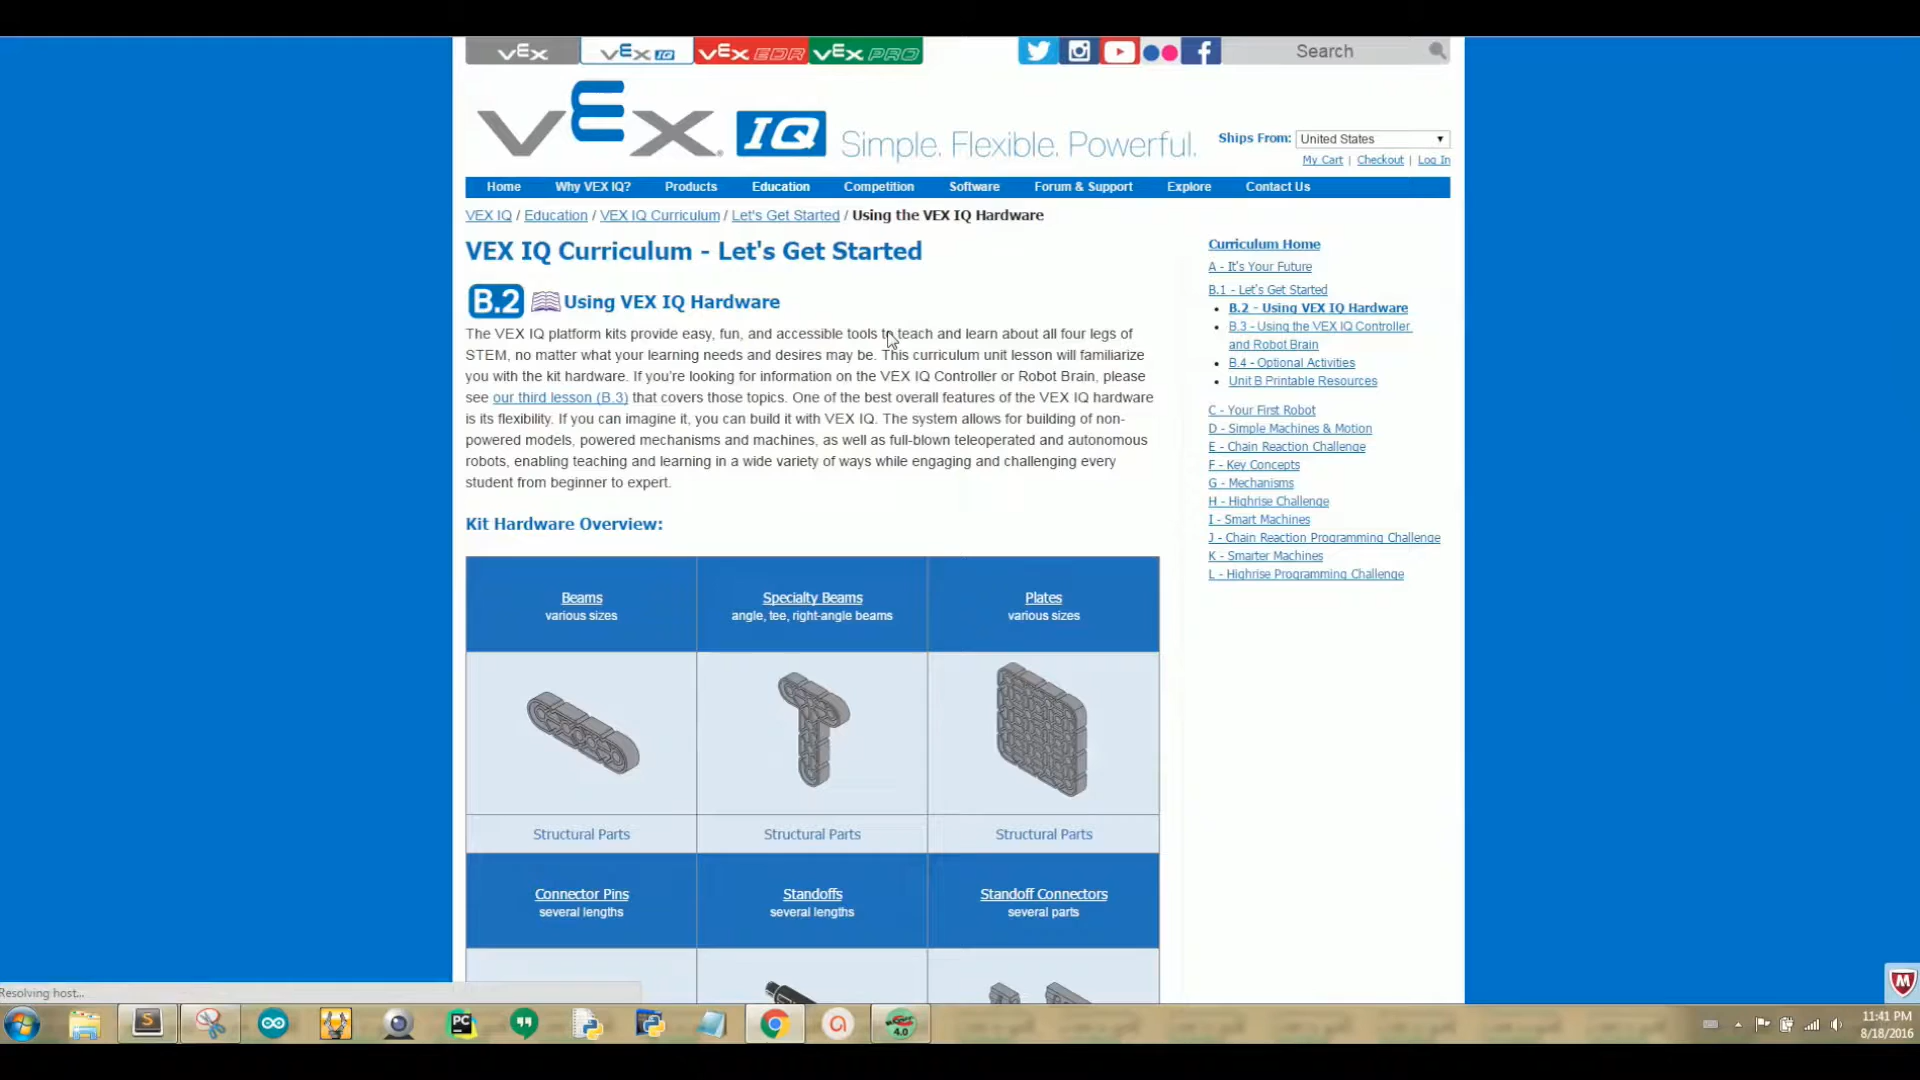 VEX
VEX IQ
VEX EDR
VEX PRO
Search
VEX IQ Simple. Flexible. Powerful.
Ships From: United States
My Cart | Checkout | Log In
Home Why VEX IQ? Products Education Competition Software Forum & Support Explore Contact Us
VEX IQ / Education / VEX IQ Curriculum / Let's Get Started / Using the VEX IQ Hardware
VEX IQ Curriculum - Let's Get Started
B.2 Using VEX IQ Hardware
The VEX IQ platform kits provide easy, fun, and accessible tools to teach and learn about all four legs of
STEM, no matter what your learning needs and desires may be. This curriculum unit lesson will familiarize
you with the kit hardware. If you're looking for information on the VEX IQ Controller or Robot Brain, please
see our third lesson (B.3) that covers those topics. One of the best overall features of the VEX IQ hardware
is its flexibility. If you can imagine it, you can build it with VEX IQ. The system allows for building of non-
powered models, powered mechanisms and machines, as well as full-blown teleoperated and autonomous
robots, enabling teaching and learning in a wide variety of ways while engaging and challenging every
student from beginner to expert.
Kit Hardware Overview:
Beams
various sizes
Specialty Beams
angle, tee, right-angle beams
Plates
various sizes
Structural Parts
Structural Parts
Structural Parts
Connector Pins
several lengths
Standoffs
several lengths
Standoff Connectors
several parts
Curriculum Home
A - It's Your Future
B.1 - Let's Get Started
B.2 - Using VEX IQ Hardware
B.3 - Using the VEX IQ Controller
and Robot Brain
B.4 - Optional Activities
Unit B Printable Resources
C - Your First Robot
D - Simple Machines & Motion
E - Chain Reaction Challenge
F - Key Concepts
G - Mechanisms
H - Highrise Challenge
I - Smart Machines
J - Chain Reaction Programming Challenge
K - Smarter Machines
L - Highrise Programming Challenge
Resolving host...
PC
4.0
11:41 PM
8/18/2016